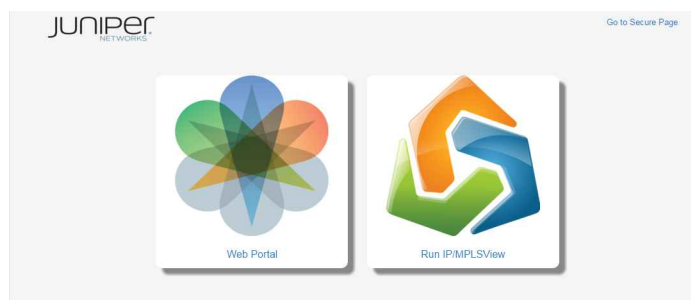 JUNIPER
NETWORKS
Go to Secure Page
Web Portal
Run IP/MPLSView